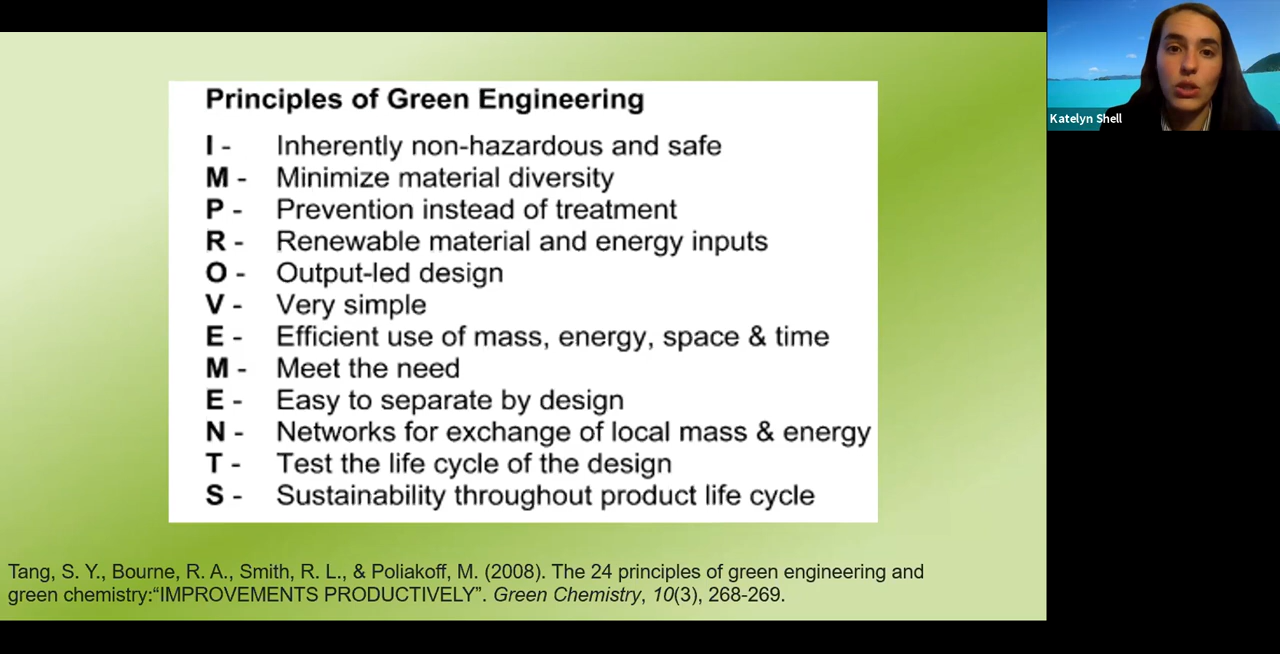 Principles of Green Engineering
I - Inherently non-hazardous and safe
M - Minimize material diversity
P - Prevention instead of treatment
R - Renewable material and energy inputs
O - Output-led design
V - Very simple
E - Efficient use of mass, energy, space & time
M - Meet the need
E - Easy to separate by design
N - Networks for exchange of local mass & energy
T - Test the life cycle of the design
S - Sustainability throughout product life cycle
Tang, S. Y., Bourne, R. A., Smith, R. L., & Poliakoff, M. (2008). The 24 principles of green engineering and
green chemistry:“IMPROVEMENTS PRODUCTIVELY”. Green Chemistry, 10(3), 268-269.
Katelyn Shell